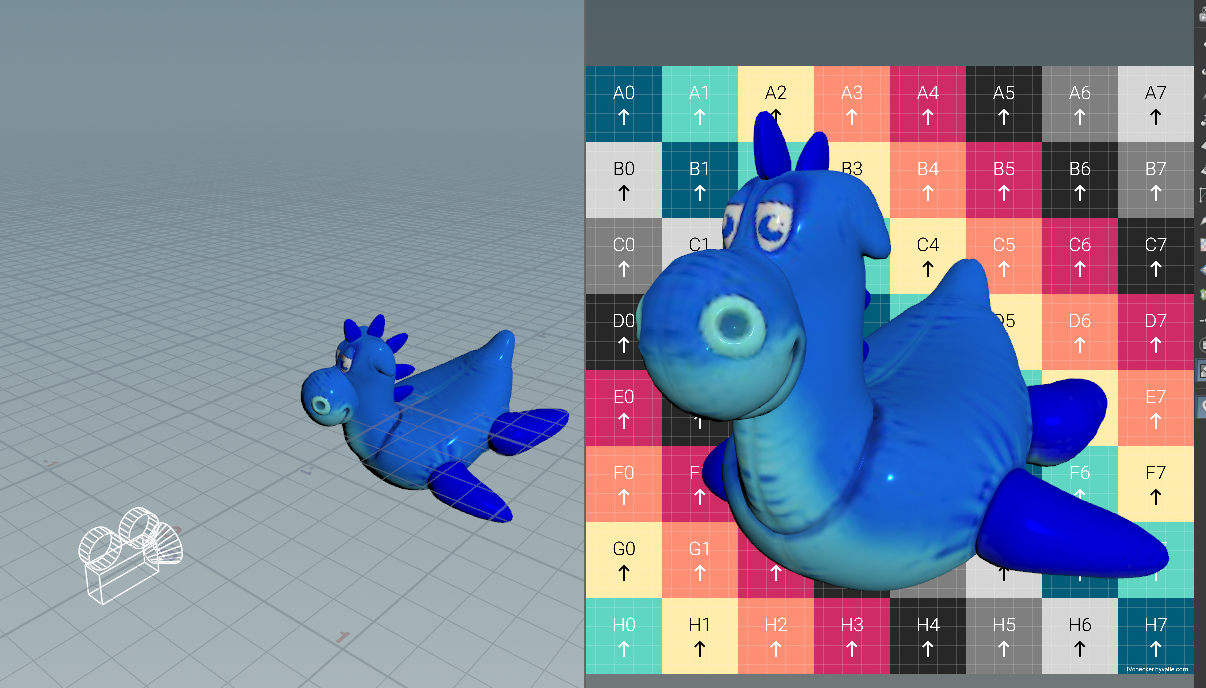 A0 A1 A2 A3 A4 A5 A6 A7
B0 B1 B3 B4 B5 B6 B7
C0 C1 C4 C5 C6 C7
D0 D5 D6 D7
E0 E7
F0 F F6 F7
G0 G1
H0 H1 H2 H3 H4 H5 H6 H7
1